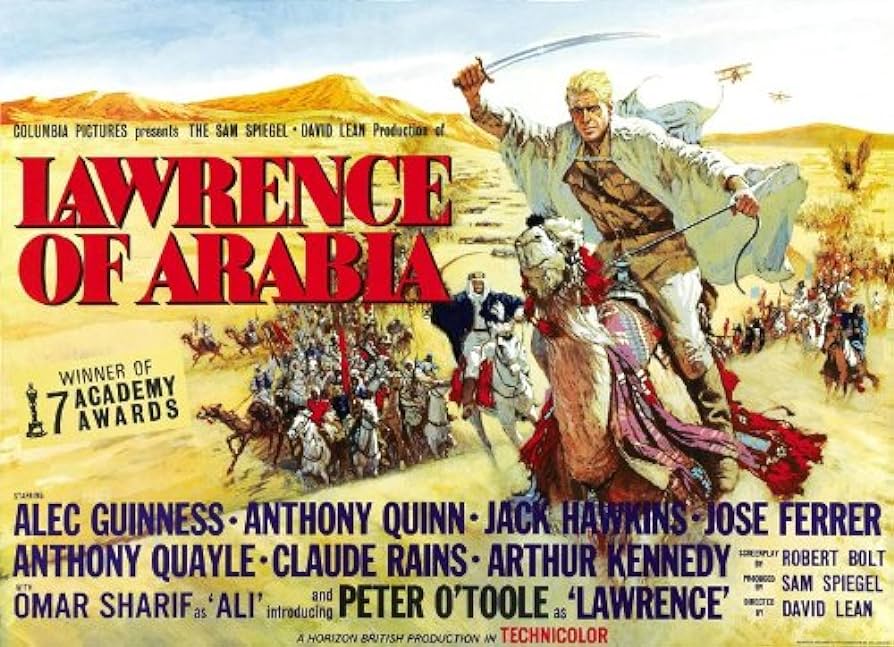 COLUMBIA PICTURES presents THE SAM SPIEGEL · DAVID LEAN Production of
LAWRENCE
OF ARABIA
WINNER OF
7 ACADEMY
AWARDS
STARRING
ALEC GUINNESS · ANTHONY QUINN · JACK HAWKINS · JOSE FERRER
ANTHONY QUAYLE · CLAUDE RAINS · ARTHUR KENNEDY
WITH OMAR SHARIF as 'ALI' and introducing PETER O'TOOLE as 'LAWRENCE'
SCREENPLAY BY ROBERT BOLT
PRODUCED BY SAM SPIEGEL
DIRECTED BY DAVID LEAN
A HORIZON BRITISH PRODUCTION IN TECHNICOLOR